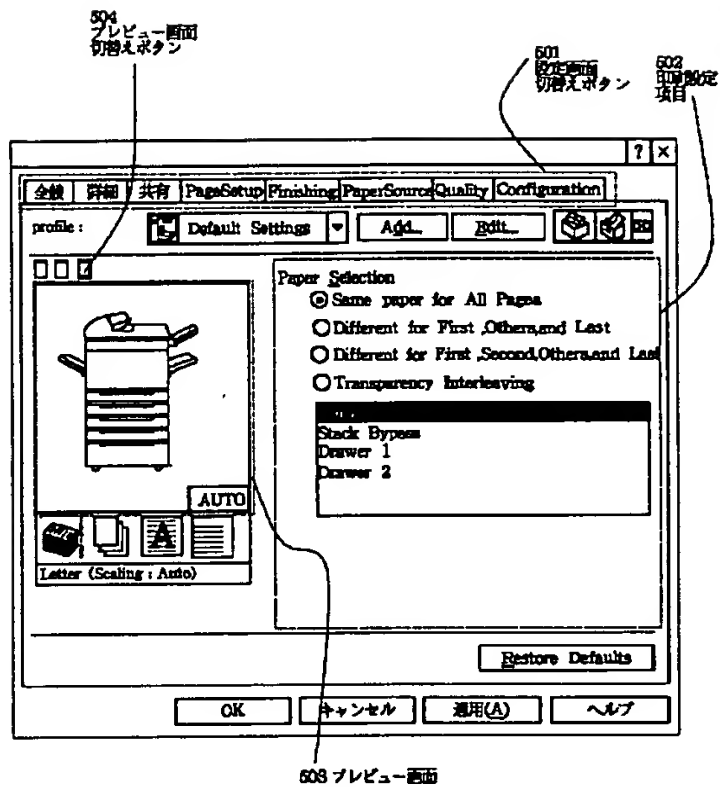 504
プレビュー画面
切替えボタン
501
設定画面
切替えボタン
502
印刷設定
項目
? ×
全般 詳細 共有 PageSetup Finishing PaperSource Quality Configuration
profile : Default Settings Add... Edit...
Paper Selection
Same paper for All Pages
Different for First ,Others,and Last
Different for First ,Second,Others,and Las
Transparency Interleaving
Stack Bypass
Drawer 1
Drawer 2
AUTO
A
Letter (Scaling : Auto)
Restore Defaults
OK キャンセル 適用(A) ヘルプ
503 プレビュー画面